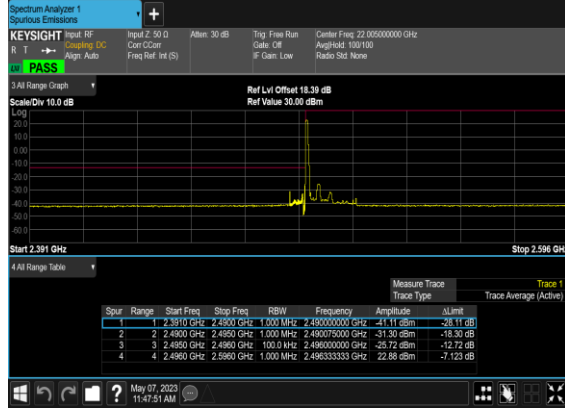 Spectrum Analyzer 1
Spurious Emissions
KEYSIGHT Input: RF Input Z: 50 Ω Atten: 30 dB Trig: Free Run Center Freq: 22.005000000 GHz
R T Coupling: DC Corr CCorr Gate: Off Avg|Hold: 100/100
Align: Auto Freq Ref: Int (S) IF Gain: Low Radio Std: None
PASS
3 All Range Graph
Ref Lvl Offset 18.39 dB
Scale/Div 10.0 dB Ref Value 30.00 dBm
Log
20.0
10.0
0.00
-10.0
-20.0
-30.0
-40.0
-50.0
-60.0
Start 2.391 GHz Stop 2.596 GH
4 All Range Table
Measure Trace Trace 1
Trace Type Trace Average (Active)
Spur Range Start Freq Stop Freq RBW Frequency Amplitude ΔLimit
1 1 2.3910 GHz 2.4900 GHz 1.000 MHz 2.490000000 GHz -41.11 dBm -28.11 dB
2 2 2.4900 GHz 2.4950 GHz 1.000 MHz 2.490075000 GHz -31.30 dBm -18.30 dB
3 3 2.4950 GHz 2.4960 GHz 100.0 kHz 2.496000000 GHz -25.72 dBm -12.72 dB
4 4 2.4960 GHz 2.5960 GHz 1.000 MHz 2.496333333 GHz 22.88 dBm -7.123 dB
? May 07, 2023
11:47:51 AM